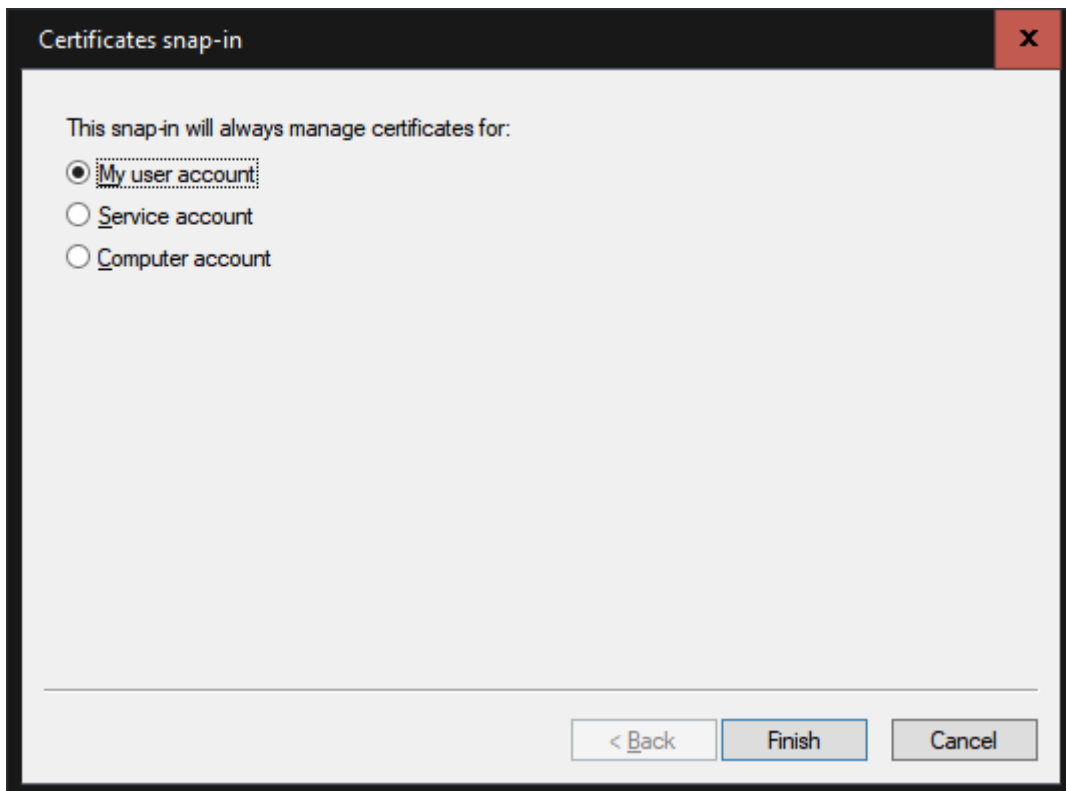 Certificates snap-in
x
This snap-in will always manage certificates for:
My user account
Service account
Computer account
< Back
Finish
Cancel